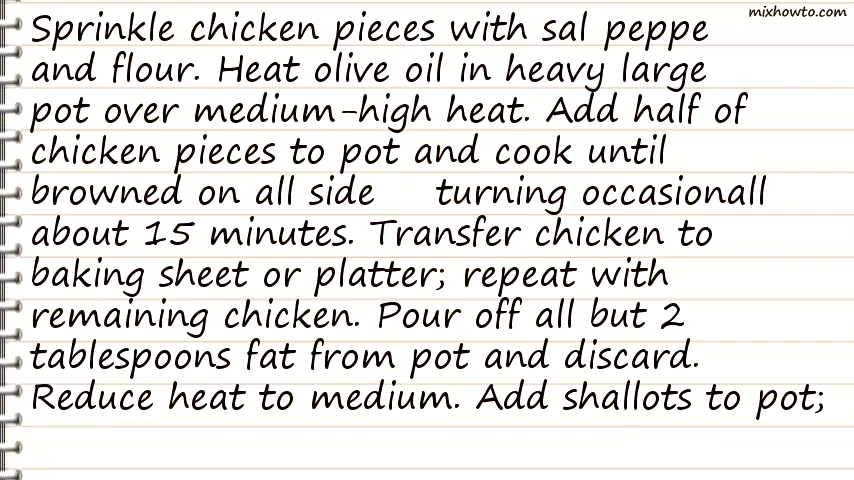 mixhowto.com
Sprinkle chicken pieces with sal peppe
and flour. Heat olive oil in heavy large
pot over medium-high heat. Add half of
chicken pieces to pot and cook until
browned on all side turning occasionall
about 15 minutes. Transfer chicken to
baking sheet or platter; repeat with
remaining chicken. Pour off all but 2
tablespoons fat from pot and discard.
Reduce heat to medium. Add shallots to pot;